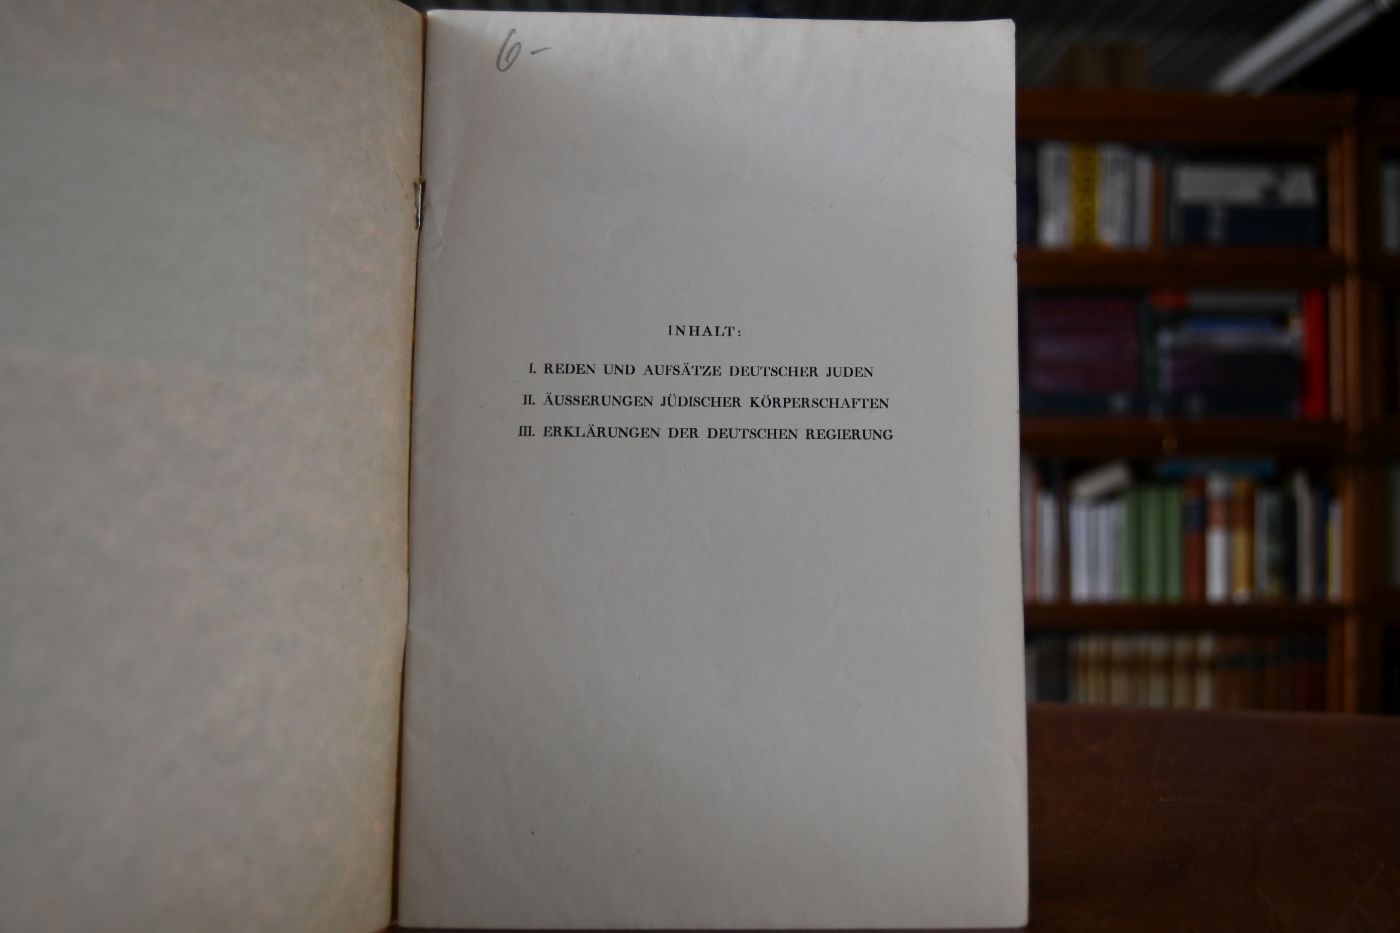 6-
INHALT:
I. REDEN UND AUFSÄTZE DEUTSCHER JUDEN
II. ÄUSSERUNGEN JÜDISCHER KÖRPERSCHAFTEN
III. ERKLÄRUNGEN DER DEUTSCHEN REGIERUNG